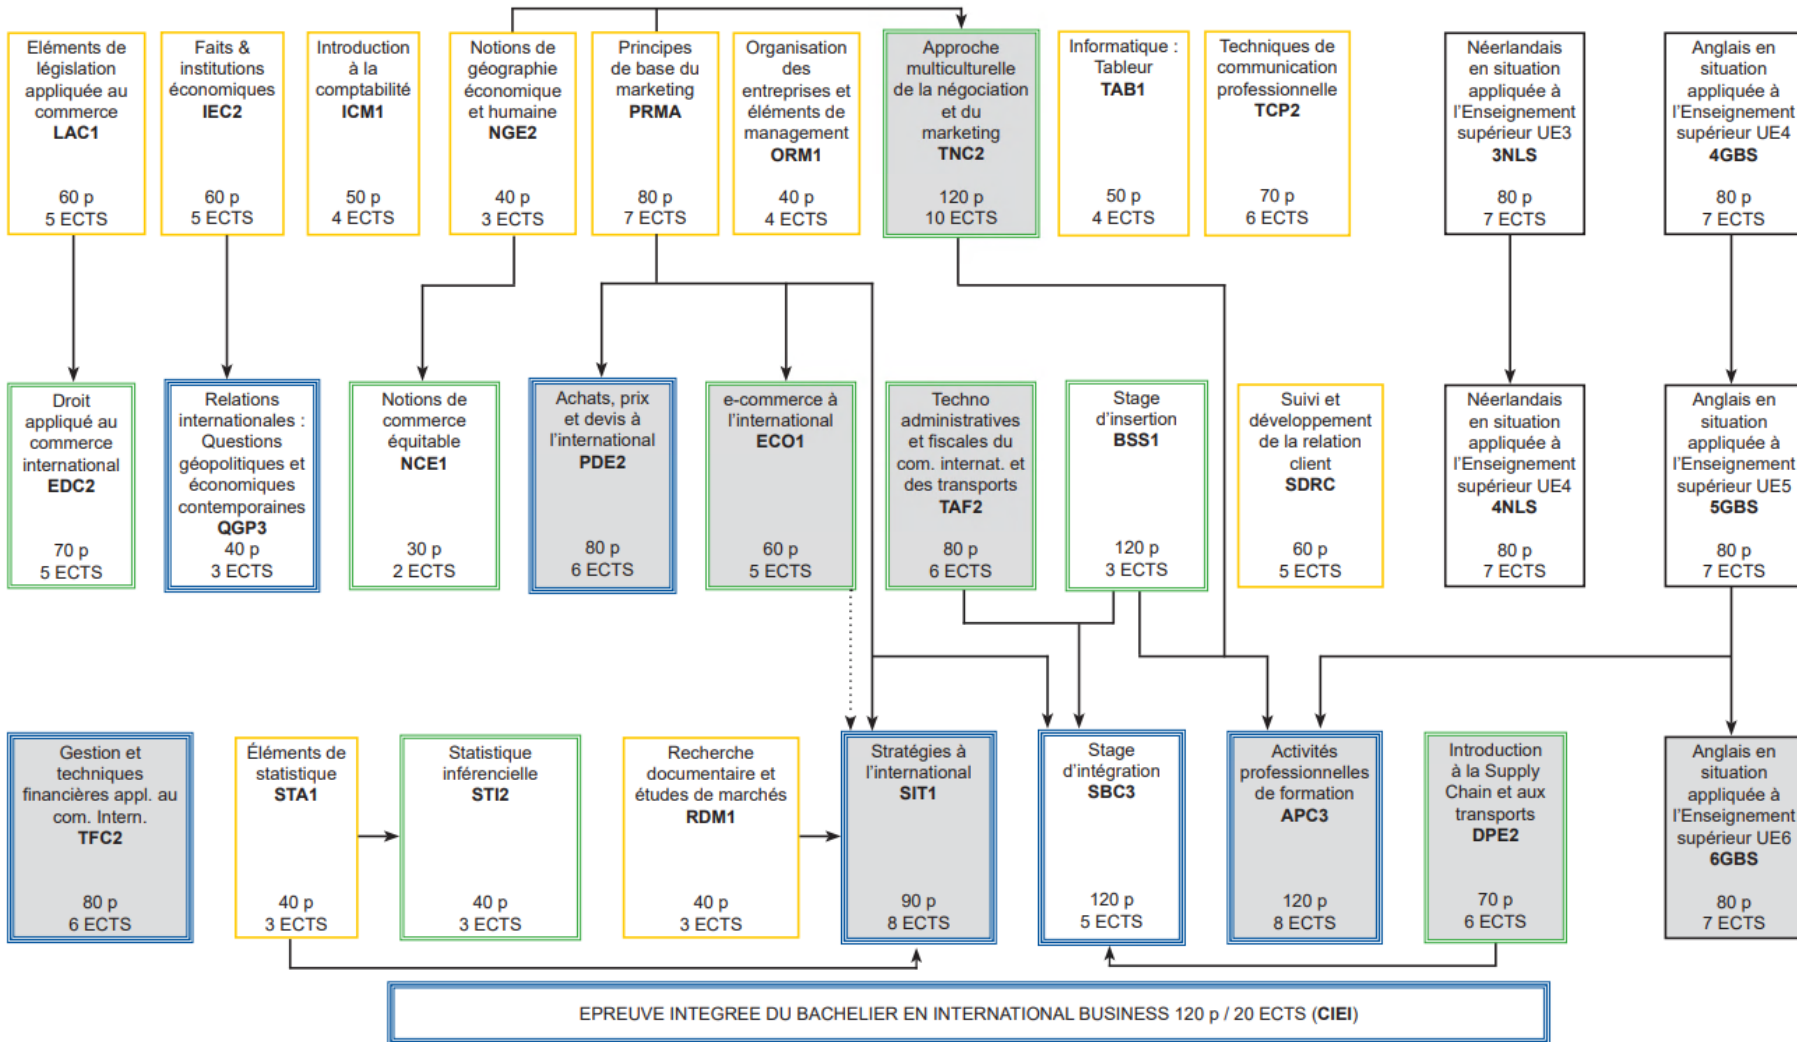 Eléments de
législation
appliquée au
commerce
LAC1
60 p
5 ECTS
Faits &
institutions
économiques
IEC2
60 p
5 ECTS
Introduction
à la
comptabilité
ICM1
50 p
4 ECTS
Notions de
géographie
économique
et humaine
NGE2
40 p
3 ECTS
Principes
de base du
marketing
PRMA
80 p
7 ECTS
Organisation
des
entreprises et
éléments de
management
ORM1
40 p
4 ECTS
Approche
multiculturelle
de la négociation
et du
marketing
TNC2
120 p
10 ECTS
Informatique :
Tableur
TAB1
50 p
4 ECTS
Techniques de
communication
professionnelle
TCP2
70 p
6 ECTS
Néerlandais
en situation
appliquée à
l'Enseignement
supérieur UE3
3NLS
80 p
7 ECTS
Anglais en
situation
appliquée à
l'Enseignement
supérieur UE4
4GBS
80 p
7 ECTS
Droit
appliqué au
commerce
international
EDC2
70 p
5 ECTS
Relations
internationales :
Questions
géopolitiques et
économiques
contemporaines
QGP3
40 p
3 ECTS
Notions de
commerce
équitable
NCE1
30 p
2 ECTS
Achats, prix
et devis à
l'international
PDE2
80 p
6 ECTS
e-commerce à
l'international
ECO1
60 p
5 ECTS
Techno
administratives
et fiscales du
com. internat. et
des transports
TAF2
80 p
6 ECTS
Stage
d'insertion
BSS1
120 p
3 ECTS
Suivi et
développement
de la relation
client
SDRC
60 p
5 ECTS
Néerlandais
en situation
appliquée à
l'Enseignement
supérieur UE4
4NLS
80 p
7 ECTS
Anglais en
situation
appliquée à
l'Enseignement
supérieur UE5
5GBS
80 p
7 ECTS
Gestion et
techniques
financières appl. au
com. Intern.
TFC2
80 p
6 ECTS
Éléments de
statistique
STA1
40 p
3 ECTS
Statistique
inférencielle
STI2
40 p
3 ECTS
Recherche
documentaire et
études de marchés
RDM1
40 p
3 ECTS
Stratégies à
l'international
SIT1
90 p
8 ECTS
Stage
d'intégration
SBC3
120 p
5 ECTS
Activités
professionnelles
de formation
APC3
120 p
8 ECTS
Introduction
à la Supply
Chain et aux
transports
DPE2
70 p
6 ECTS
Anglais en
situation
appliquée à
l'Enseignement
supérieur UE6
6GBS
80 p
7 ECTS
EPREUVE INTEGREE DU BACHELIER EN INTERNATIONAL BUSINESS 120 p / 20 ECTS (CIEI)